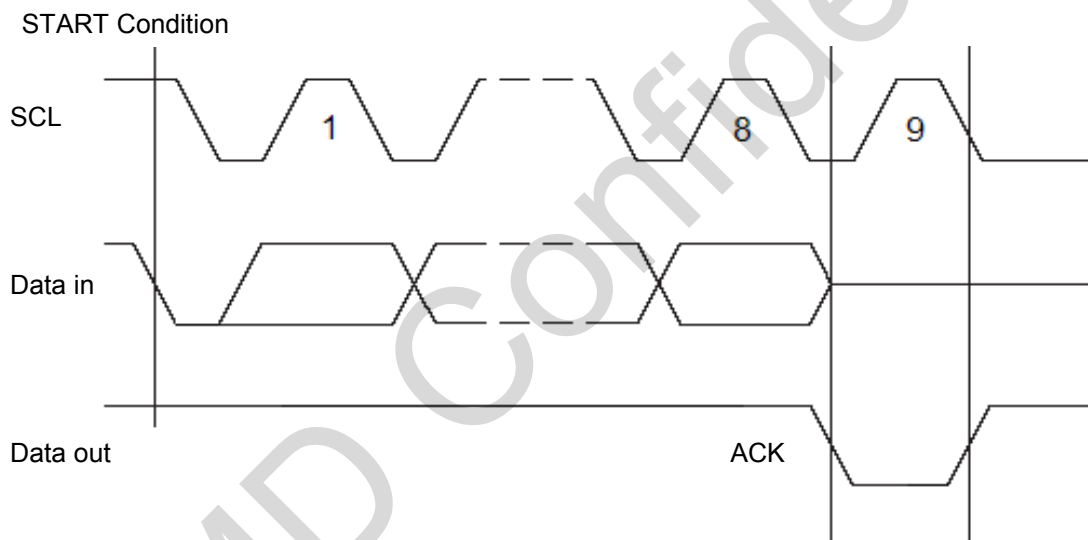 START Condition
SCL
1
8
9
Data in
Data out
ACK